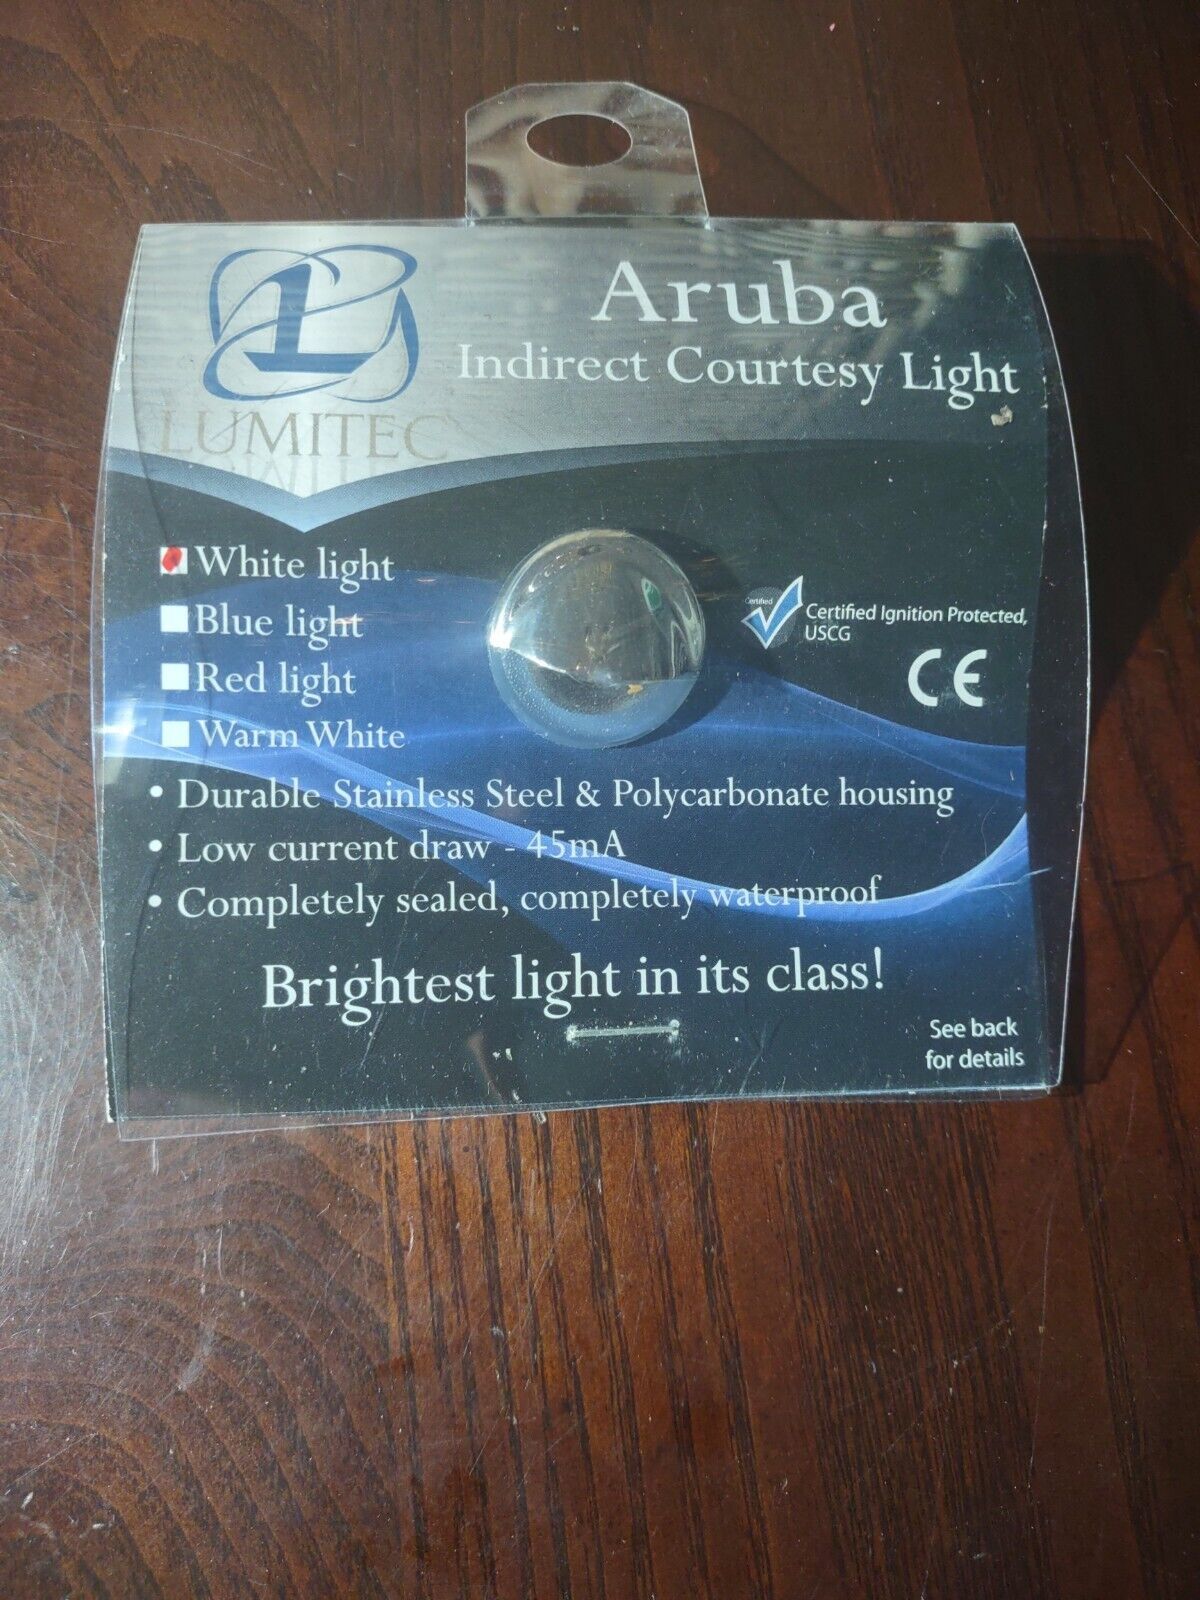 L
LUMITEC
Aruba
Indirect Courtesy Light
White light
Blue light
Red light
Warm White
Certified
Certified Ignition Protected,
USCG
CE
• Durable Stainless Steel & Polycarbonate housing
• Low current draw - 45mA
• Completely sealed, completely waterproof
Brightest light in its class!
See back
for details